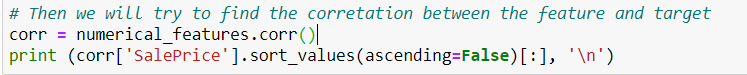 # Then we will try to find the corretation between the feature and target
corr = numerical_features.corr()
print (corr['SalePrice'].sort_values(ascending=False)[:], '\n')